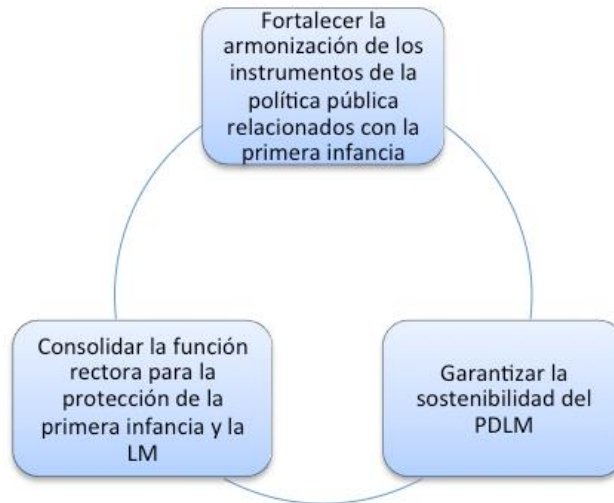 Fortalecer la
armonización de los
instrumentos de la
política pública
relacionados con la
primera infancia
Consolidar la función
rectora para la
protección de la
primera infancia y la
LM
Garantizar la
sostenibilidad del
PDLM